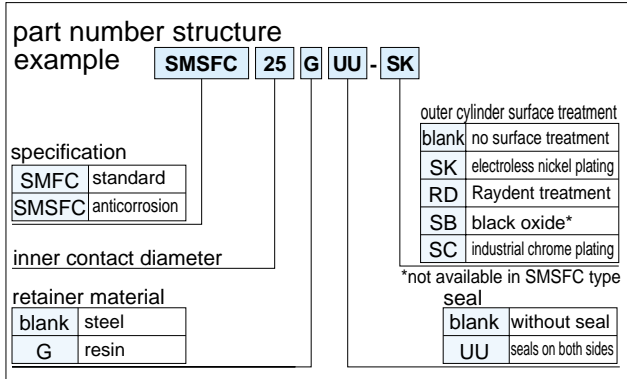 part number structure
example SMSFC 25 G UU - SK
specification
SMFC standard
SMSFC anticorrosion
inner contact diameter
retainer material
blank steel
G resin
outer cylinder surface treatment
blank no surface treatment
SK electroless nickel plating
RD Raydent treatment
SB black oxide*
SC industrial chrome plating
*not available in SMSFC type
seal
blank without seal
UU seals on both sides